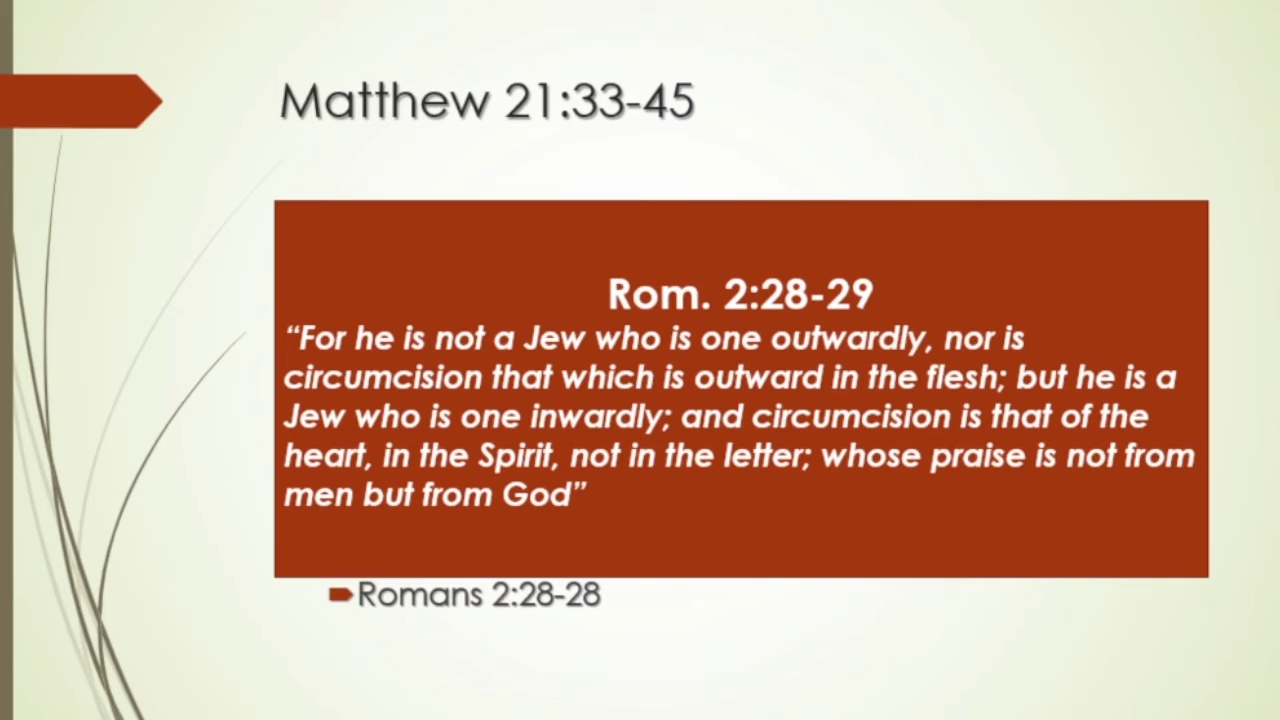 Matthew 21:33-45
Rom. 2:28-29
“For he is not a Jew who is one outwardly, nor is
circumcision that which is outward in the flesh; but he is a
Jew who is one inwardly; and circumcision is that of the
heart, in the Spirit, not in the letter; whose praise is not from
men but from God”
Romans 2:28-28